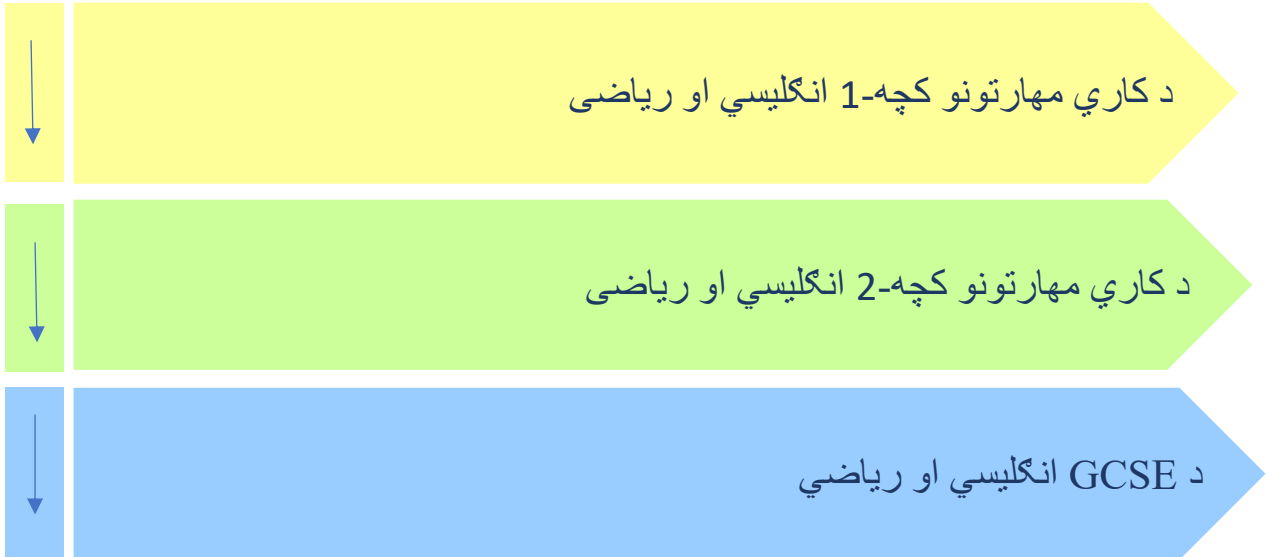 د کاري مهارتونو کچه-1 انګلیسي او ریاضی
د کاري مهارتونو کچه-2 انګلیسي او ریاضی
د GCSE انګلیسي او ریاضي